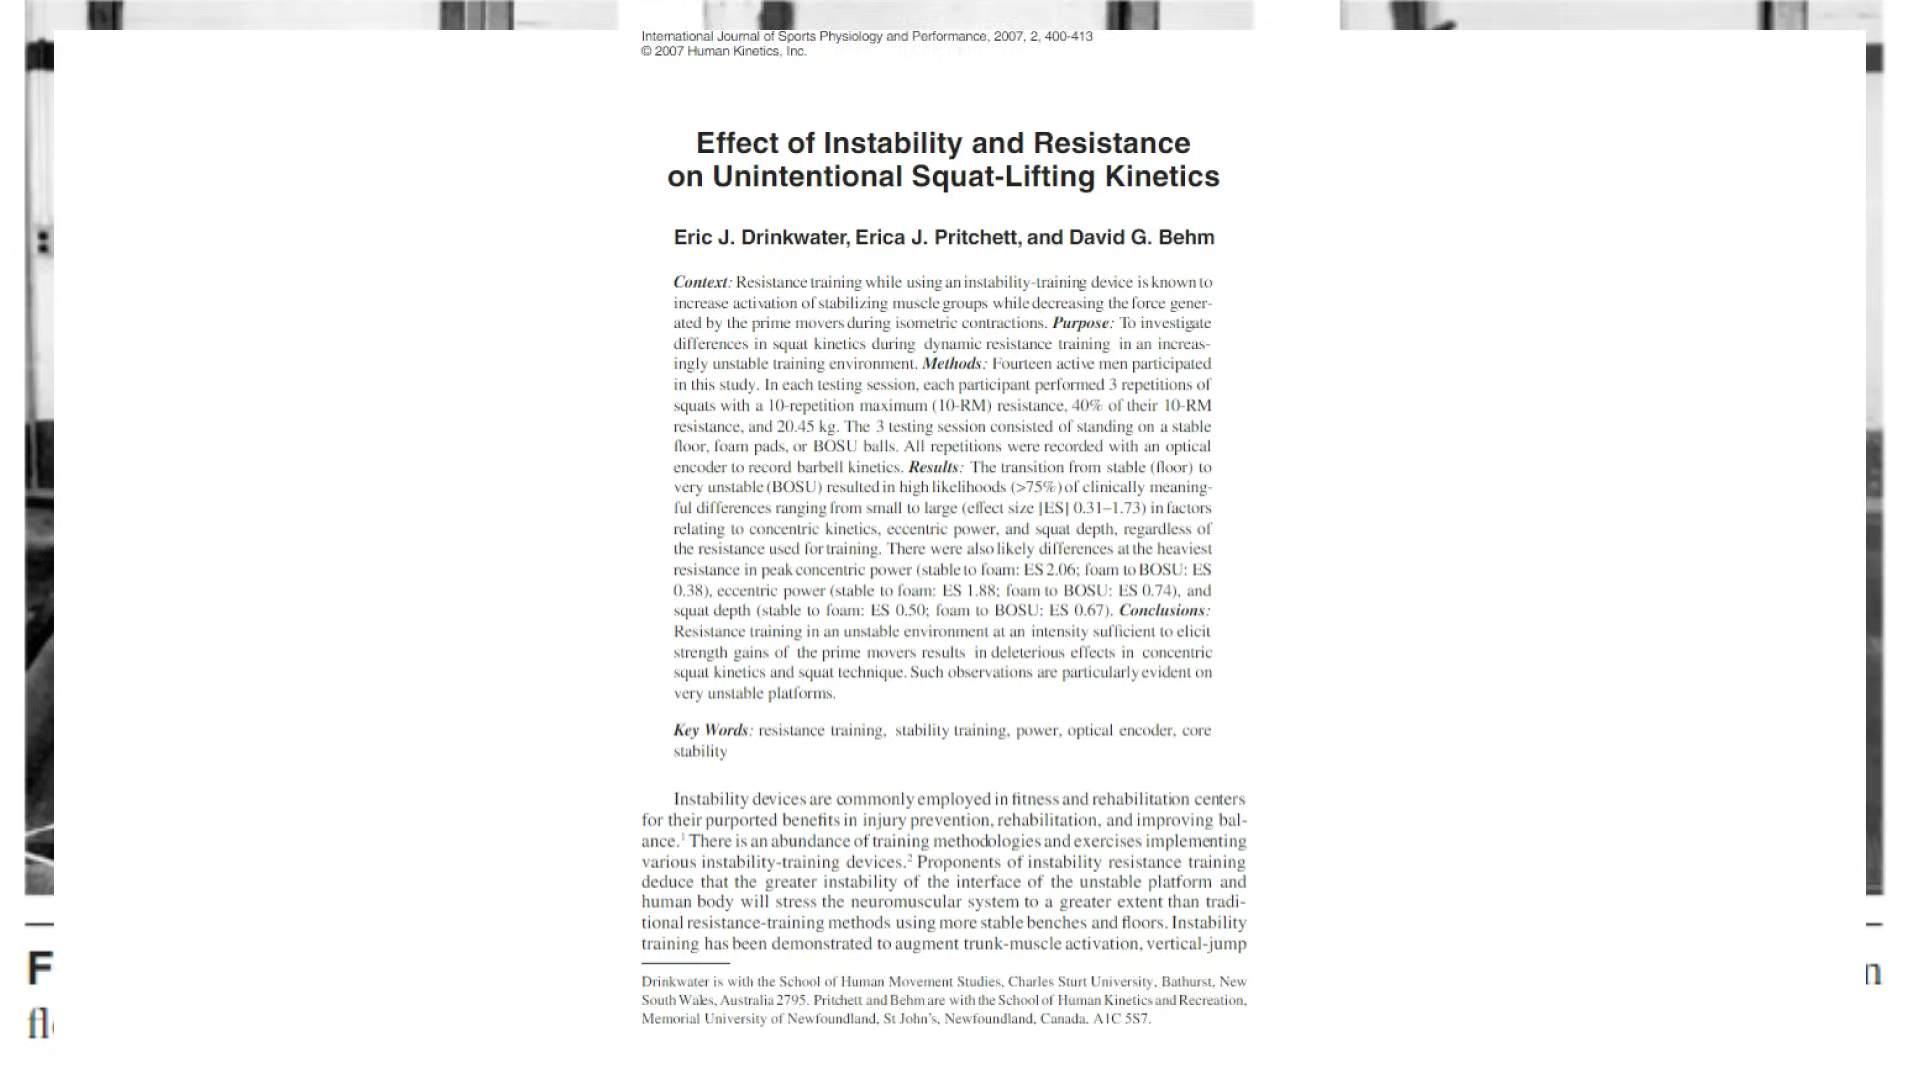 International Journal of Sports Physiology and Performance, 2007, 2, 400-413
© 2007 Human Kinetics, Inc.
Effect of Instability and Resistance
on Unintentional Squat-Lifting Kinetics
Eric J. Drinkwater, Erica J. Pritchett, and David G. Behm
Context: Resistance training while using an instability-training device is known to
increase activation of stabilizing muscle groups while decreasing the force gener-
ated by the prime movers during isometric contractions. Purpose: To investigate
differences in squat kinetics during dynamic resistance training in an increas-
ingly unstable training environment. Methods: Fourteen active men participated
in this study. In each testing session, each participant performed 3 repetitions of
squats with a 10-repetition maximum (10-RM) resistance, 40% of their 10-RM
resistance, and 20.45 kg. The 3 testing session consisted of standing on a stable
floor, foam pads, or BOSU balls. All repetitions were recorded with an optical
encoder to record barbell kinetics. Results: The transition from stable (floor) to
very unstable (BOSU) resulted in high likelihoods (>75%) of clinically meaning-
ful differences ranging from small to large (effect size |ES| 0.31–1.73) in factors
relating to concentric kinetics, eccentric power, and squat depth, regardless of
the resistance used for training. There were also likely differences at the heaviest
resistance in peak concentric power (stable to foam: ES 2.06; foam to BOSU: ES
0.38), eccentric power (stable to foam: ES 1.88; foam to BOSU: ES 0.74), and
squat depth (stable to foam: ES 0.50; foam to BOSU: ES 0.67). Conclusions:
Resistance training in an unstable environment at an intensity sufficient to elicit
strength gains of the prime movers results in deleterious effects in concentric
squat kinetics and squat technique. Such observations are particularly evident on
very unstable platforms.
Key Words: resistance training, stability training, power, optical encoder, core
stability
Instability devices are commonly employed in fitness and rehabilitation centers
for their purported benefits in injury prevention, rehabilitation, and improving bal-
ance.1 There is an abundance of training methodologies and exercises implementing
various instability-training devices.2 Proponents of instability resistance training
deduce that the greater instability of the interface of the unstable platform and
human body will stress the neuromuscular system to a greater extent than tradi-
tional resistance-training methods using more stable benches and floors. Instability
training has been demonstrated to augment trunk-muscle activation, vertical-jump
Drinkwater is with the School of Human Movement Studies, Charles Sturt University, Bathurst, New
South Wales, Australia 2795. Pritchett and Behm are with the School of Human Kinetics and Recreation,
Memorial University of Newfoundland, St John's, Newfoundland, Canada. A1C 5S7.
F
n
fl